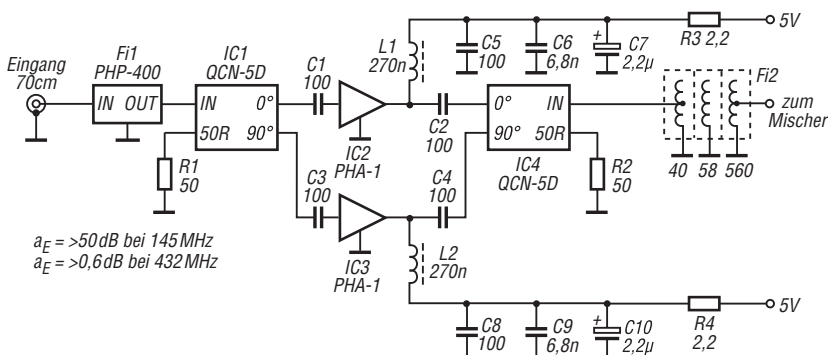 Eingang
70cm
Fi1
PHP-400
IN OUT
IC1
QCN-5D
IN
0°
50R
90°
R1
50
C1
100
C3
100
IC2
PHA-1
IC3
PHA-1
L1
270n
L2
270n
C2
100
C4
100
C5
100
C6
6,8n
+
C7
2,2µ
R3 2,2
5V
0°
IN
90°
50R
IC4
QCN-5D
R2
50
Fi2
40
58
560
zum
Mischer
aE = >50dB bei 145MHz
aE = >0,6dB bei 432MHz
C8
100
C9
6,8n
+
C10
2,2µ
R4
2,2
5V